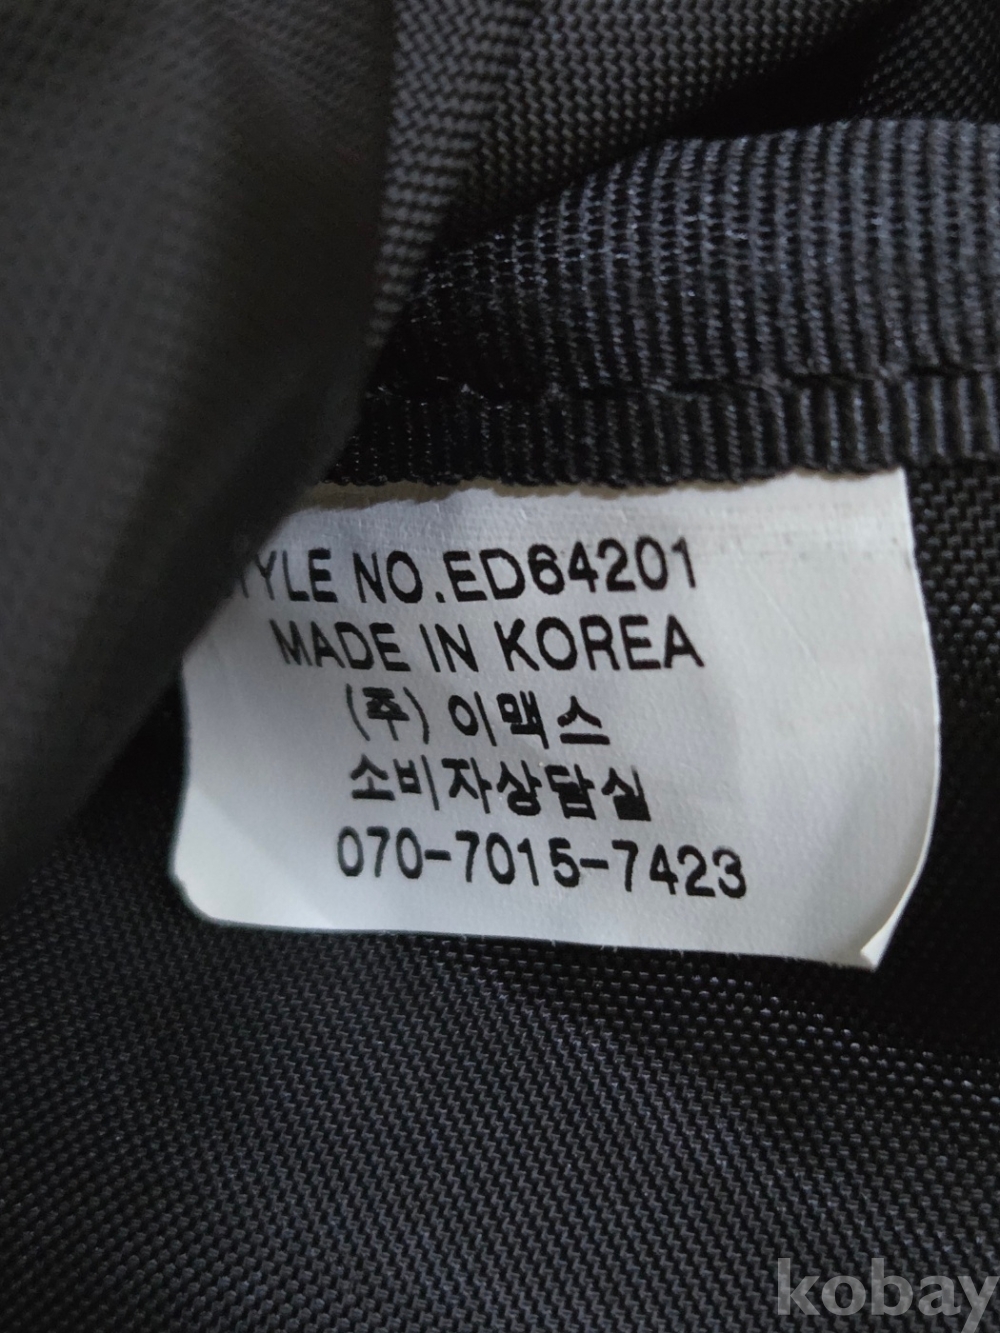 STYLE NO.ED64201
MADE IN KOREA
(주) 이맥스
소비자상담실
070-7015-7423
kobay